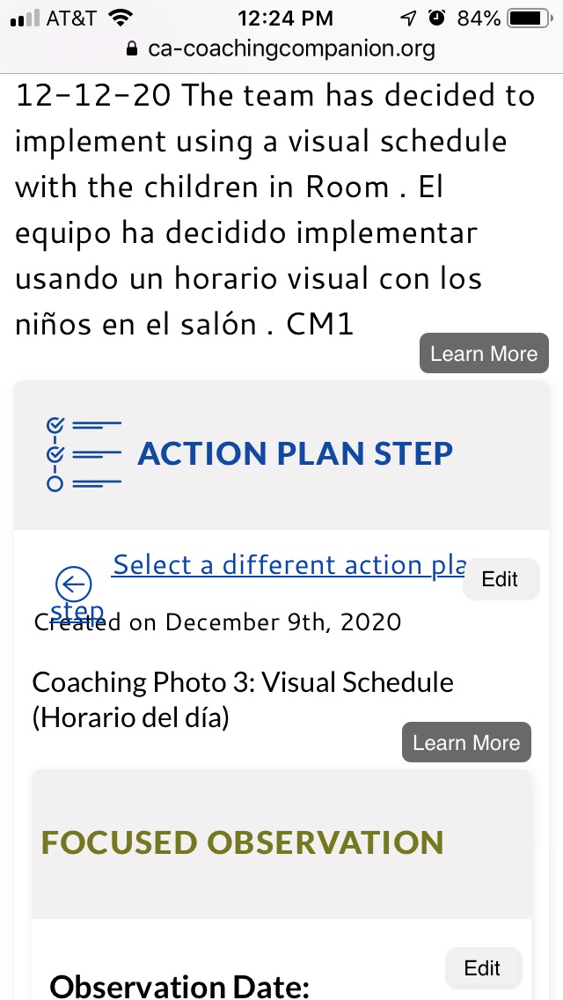 AT&T 12:24 PM 84%
ca-coachingcompanion.org
12-12-20 The team has decided to
implement using a visual schedule
with the children in Room . El
equipo ha decidido implementar
usando un horario visual con los
niños en el salón . CM1
Learn More
ACTION PLAN STEP
Select a different action pla
Edit
step
Created on December 9th, 2020
Coaching Photo 3: Visual Schedule
(Horario del día)
Learn More
FOCUSED OBSERVATION
Edit
Observation Date: